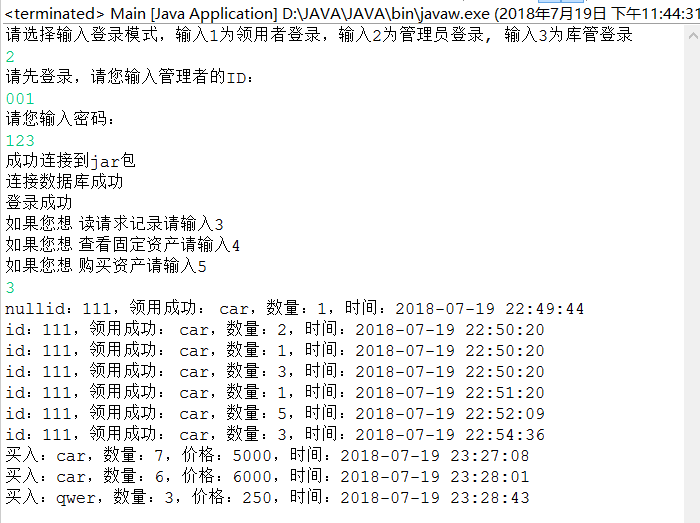 <terminated> Main [Java Application] D:\JAVA\JAVA\bin\javaw.exe (2018年7月19日 下午11:44:31
请选择输入登录模式，输入1为领用者登录，输入2为管理员登录, 输入3为库管登录
2
请先登录，请您输入管理者的ID：
001
请您输入密码：
123
成功连接到jar包
连接数据库成功
登录成功
如果您想 读请求记录请输入3
如果您想 查看固定资产请输入4
如果您想 购买资产请输入5
3
nullid：111，领用成功： car，数量：1，时间：2018-07-19 22:49:44
id：111，领用成功： car，数量：2，时间：2018-07-19 22:50:20
id：111，领用成功： car，数量：1，时间：2018-07-19 22:50:20
id：111，领用成功： car，数量：3，时间：2018-07-19 22:50:20
id：111，领用成功： car，数量：1，时间：2018-07-19 22:51:20
id：111，领用成功： car，数量：5，时间：2018-07-19 22:52:09
id：111，领用成功： car，数量：3，时间：2018-07-19 22:54:36
买入：car，数量：7，价格：5000，时间：2018-07-19 23:27:08
买入：car，数量：6，价格：6000，时间：2018-07-19 23:28:01
买入：qwer，数量：3，价格：250，时间：2018-07-19 23:28:43